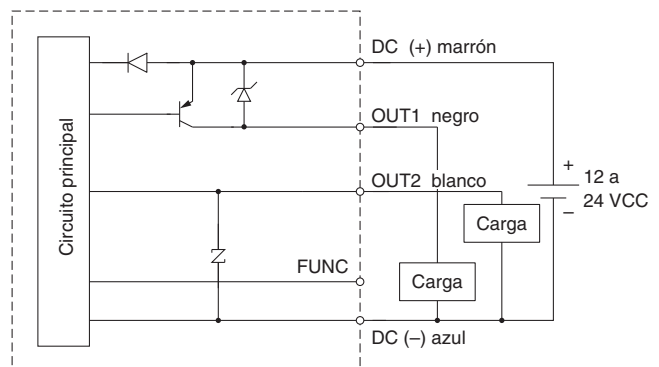 DC (+) marrón
OUT1 negro
OUT2 blanco
+
12 a
24 VCC
–
Carga
Circuito principal
FUNC
Carga
DC (–) azul